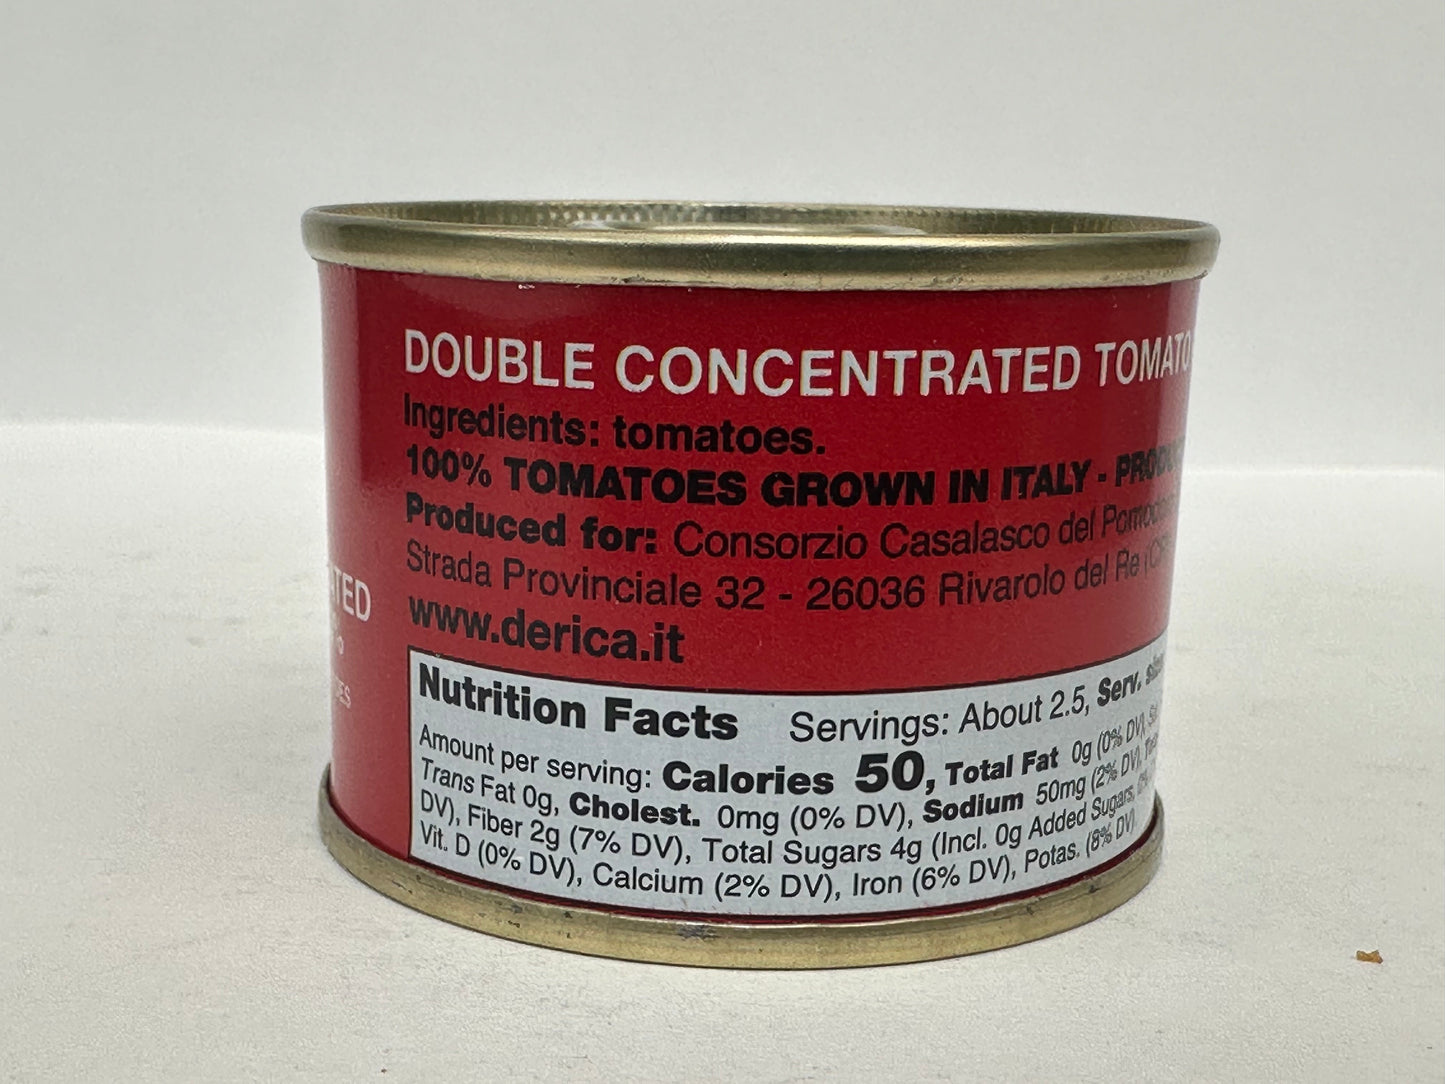 DOUBLE CONCENTRATED TOMATO
Ingredients: tomatoes.
100% TOMATOES GROWN IN ITALY -
Produced for: Consorzio Casalasco del
Strada Provinciale 32 - 26036 Rivarolo del Re
www.derica.it
Nutrition Facts Servings: About 2.5, Serv.
Amount per serving: Calories 50, Total Fat 0g (0% DV),
Trans Fat 0g, Cholest. 0mg (0% DV), Sodium 50mg (2% DV),
DV), Fiber 2g (7% DV), Total Sugars 4g (Incl. 0g Added Sugars,
Vit. D (0% DV), Calcium (2% DV), Iron (6% DV), Potas. (8% DV).